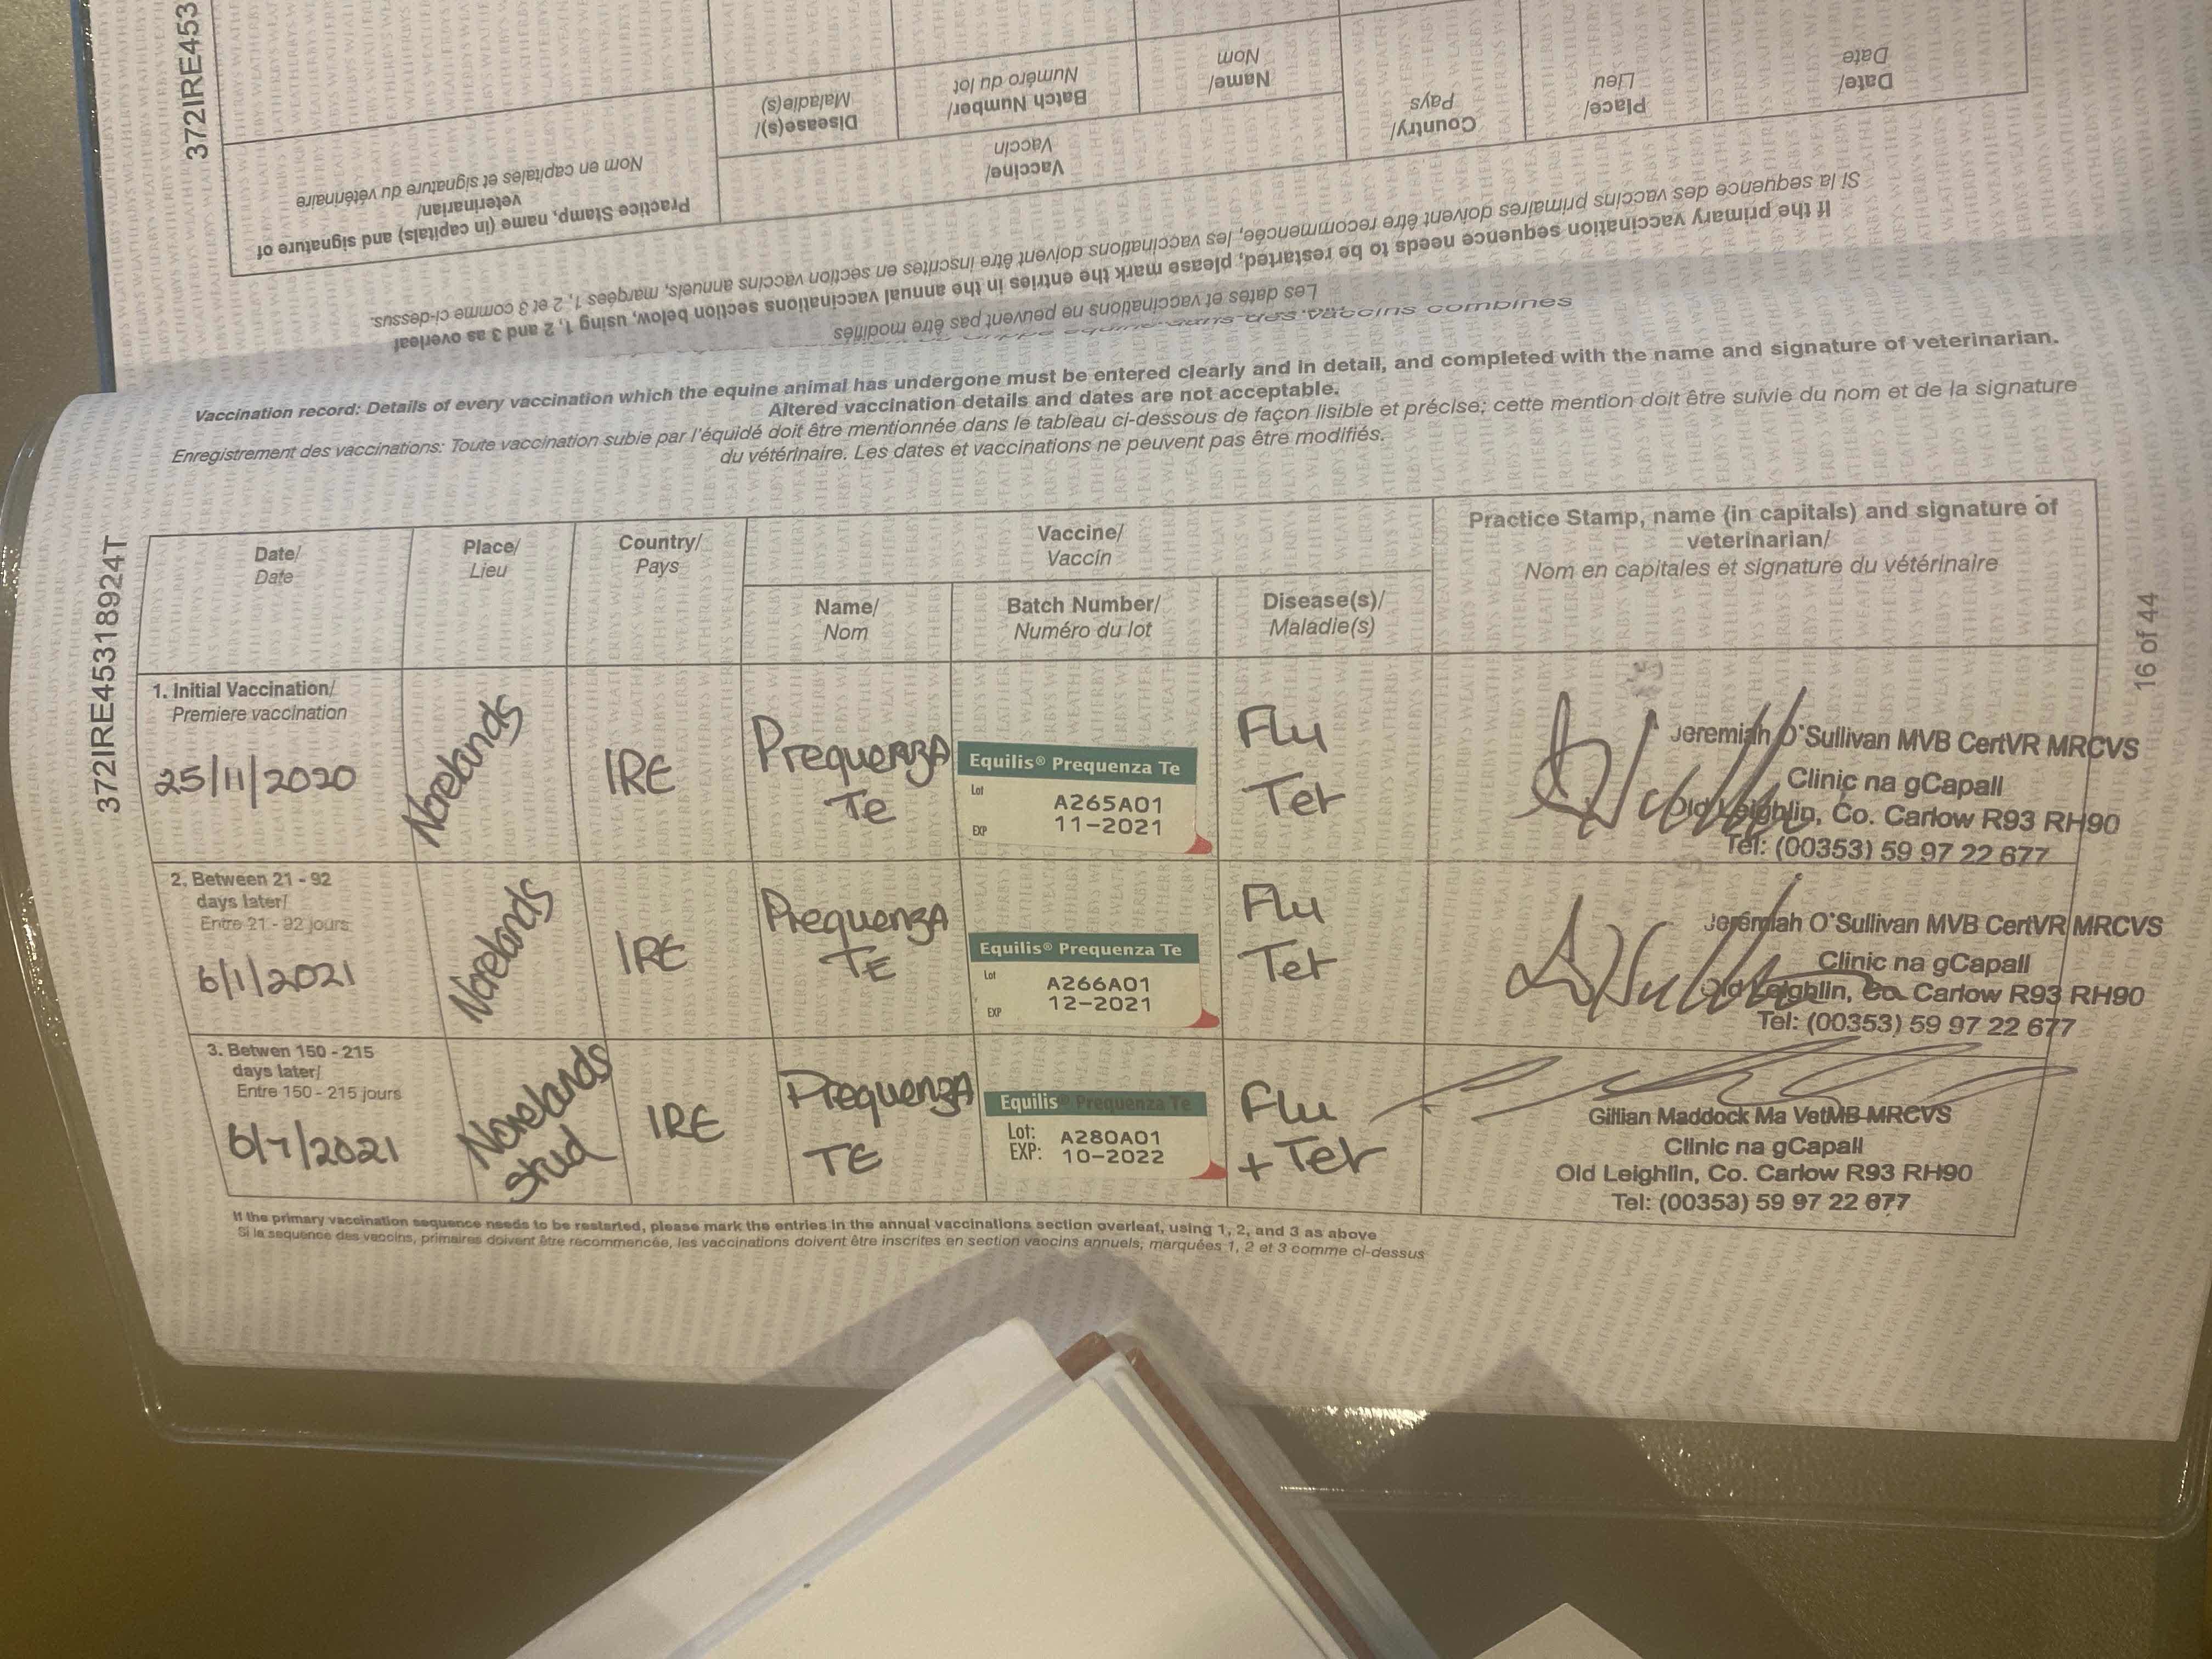 372IRE453
Date/
Date
Place/
Lieu
Country/
Pays
Vaccine/
Vaccin
Name/
Nom
Batch Number/
Numéro du lot
Disease(s)/
Maladie(s)
Practice Stamp, name (in capitals) and signature of
veterinarian/
Nom en capitales et signature du vétérinaire
If the primary vaccination sequence needs to be restarted, please mark the entries in the annual vaccinations section below, using 1, 2 and 3 as overleaf
Si la sequence des vaccins primaires doivent être recommencée, les vaccinations doivent être inscrites en section vaccins annuels, marquées 1, 2 et 3 comme ci-dessus.
Les dates et vaccinations ne peuvent pas être modifiés
equine sans des vaccins combines
Vaccination record: Details of every vaccination which the equine animal has undergone must be entered clearly and in detail, and completed with the name and signature of veterinarian.
Altered vaccination details and dates are not acceptable.
Enregistrement des vaccinations: Toute vaccination subie par l'équidé doit être mentionnée dans le tableau ci-dessous de façon lisible et précise; cette mention doit être suivie du nom et de la signature
du vétérinaire. Les dates et vaccinations ne peuvent pas être modifiés.
372IRE45318924T
16 of 44
Date/
Date
Place/
Lieu
Country/
Pays
Vaccine/
Vaccin
Name/
Nom
Batch Number/
Numéro du lot
Disease(s)/
Maladie(s)
Practice Stamp, name (in capitals) and signature of
veterinarian/
Nom en capitales et signature du vétérinaire
1. Initial Vaccination/
Premiere vaccination
25/11/2020
Norelands
IRE
Prequenza
Te
Equilis® Prequenza Te
Lot A265A01
EXP 11-2021
Flu
Tet
Jeremiah O'Sullivan MVB CertVR MRCVS
Clinic na gCapall
Old Leighlin, Co. Carlow R93 RH90
Tel: (00353) 59 97 22 677
2. Between 21 - 92
days later/
Entre 21 - 92 jours
6/1/2021
Norelands
IRE
Prequenza
TE
Equilis® Prequenza Te
Lot A266A01
EXP 12-2021
Flu
Tet
Jeremiah O'Sullivan MVB CertVR MRCVS
Clinic na gCapall
Old Leighlin, Co. Carlow R93 RH90
Tel: (00353) 59 97 22 677
3. Betwen 150 - 215
days later/
Entre 150 - 215 jours
6/7/2021
Norelands
Stud
IRE
Prequenza
TE
Equilis® Prequenza Te
Lot: A280A01
EXP: 10-2022
Flu
+ Tet
Gillian Maddock Ma VetMB MRCVS
Clinic na gCapall
Old Leighlin, Co. Carlow R93 RH90
Tel: (00353) 59 97 22 677
If the primary vaccination sequence needs to be restarted, please mark the entries in the annual vaccinations section overleaf, using 1, 2, and 3 as above
Si la sequence des vaccins, primaires doivent être recommencée, les vaccinations doivent être inscrites en section vaccins annuels, marquées 1, 2 et 3 comme ci-dessus